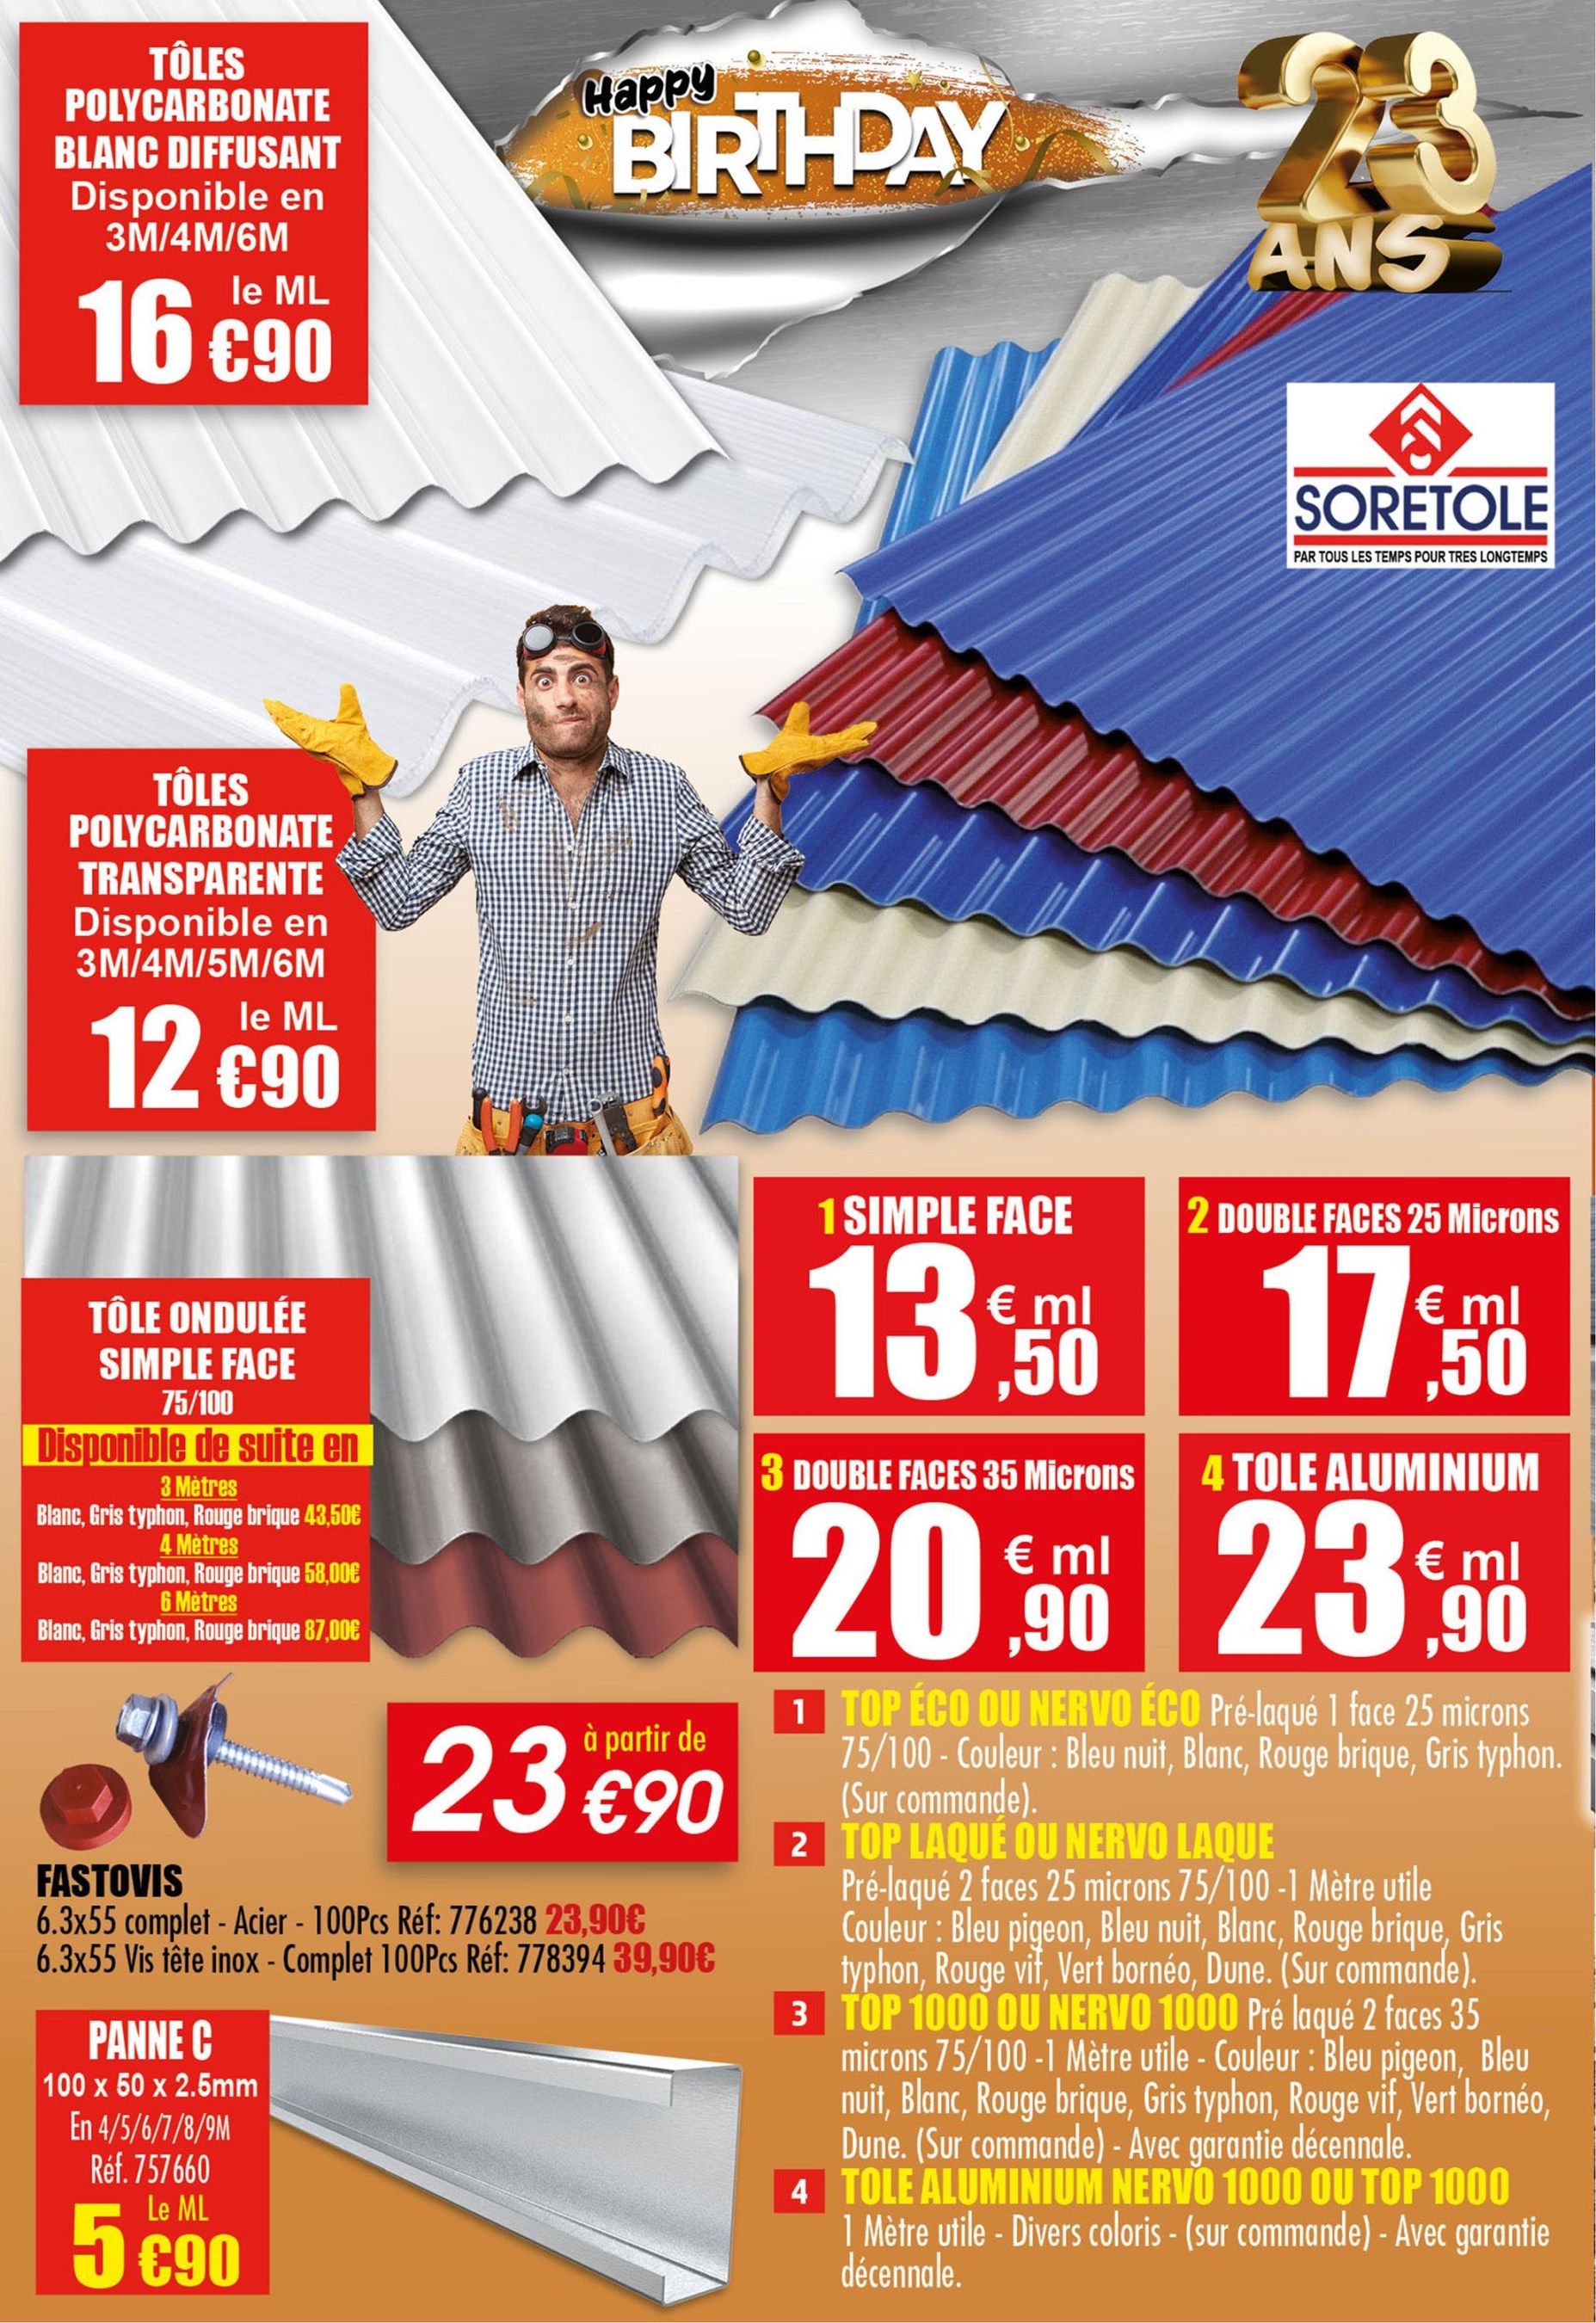 TÔLES
POLYCARBONATE
BLANC DIFFUSANT
Disponible en
3M/4M/6M
le ML
16 €90
Happy
BIRTHDAY
23
ANS
SORETOLE
PAR TOUS LES TEMPS POUR TRES LONGTEMPS
TÔLES
POLYCARBONATE
TRANSPARENTE
Disponible en
3M/4M/5M/6M
le ML
12 €90
TÔLE ONDULÉE
SIMPLE FACE
75/100
Disponible de suite en
3 Mètres
Blanc, Gris typhon, Rouge brique 43,50€
4 Mètres
Blanc, Gris typhon, Rouge brique 58,00€
6 Mètres
Blanc, Gris typhon, Rouge brique 87,00€
1 SIMPLE FACE
13 € ml
,50
2 DOUBLE FACES 25 Microns
17 € ml
,50
3 DOUBLE FACES 35 Microns
20 € ml
,90
4 TOLE ALUMINIUM
23 € ml
,90
à partir de
23 €90
FASTOVIS
6.3x55 complet - Acier - 100Pcs Réf: 776238 23,90€
6.3x55 Vis tête inox - Complet 100Pcs Réf: 778394 39,90€
PANNE C
100 x 50 x 2.5mm
En 4/5/6/7/8/9M
Réf. 757660
Le ML
5 €90
1 TOP ÉCO OU NERVO ÉCO Pré-laqué 1 face 25 microns
75/100 - Couleur : Bleu nuit, Blanc, Rouge brique, Gris typhon.
(Sur commande).
2 TOP LAQUÉ OU NERVO LAQUE
Pré-laqué 2 faces 25 microns 75/100 -1 Mètre utile
Couleur : Bleu pigeon, Bleu nuit, Blanc, Rouge brique, Gris
typhon, Rouge vif, Vert bornéo, Dune. (Sur commande).
3 TOP 1000 OU NERVO 1000 Pré laqué 2 faces 35
microns 75/100 -1 Mètre utile - Couleur : Bleu pigeon, Bleu
nuit, Blanc, Rouge brique, Gris typhon, Rouge vif, Vert bornéo,
Dune. (Sur commande) - Avec garantie décennale.
4 TOLE ALUMINIUM NERVO 1000 OU TOP 1000
1 Mètre utile - Divers coloris - (sur commande) - Avec garantie
décennale.